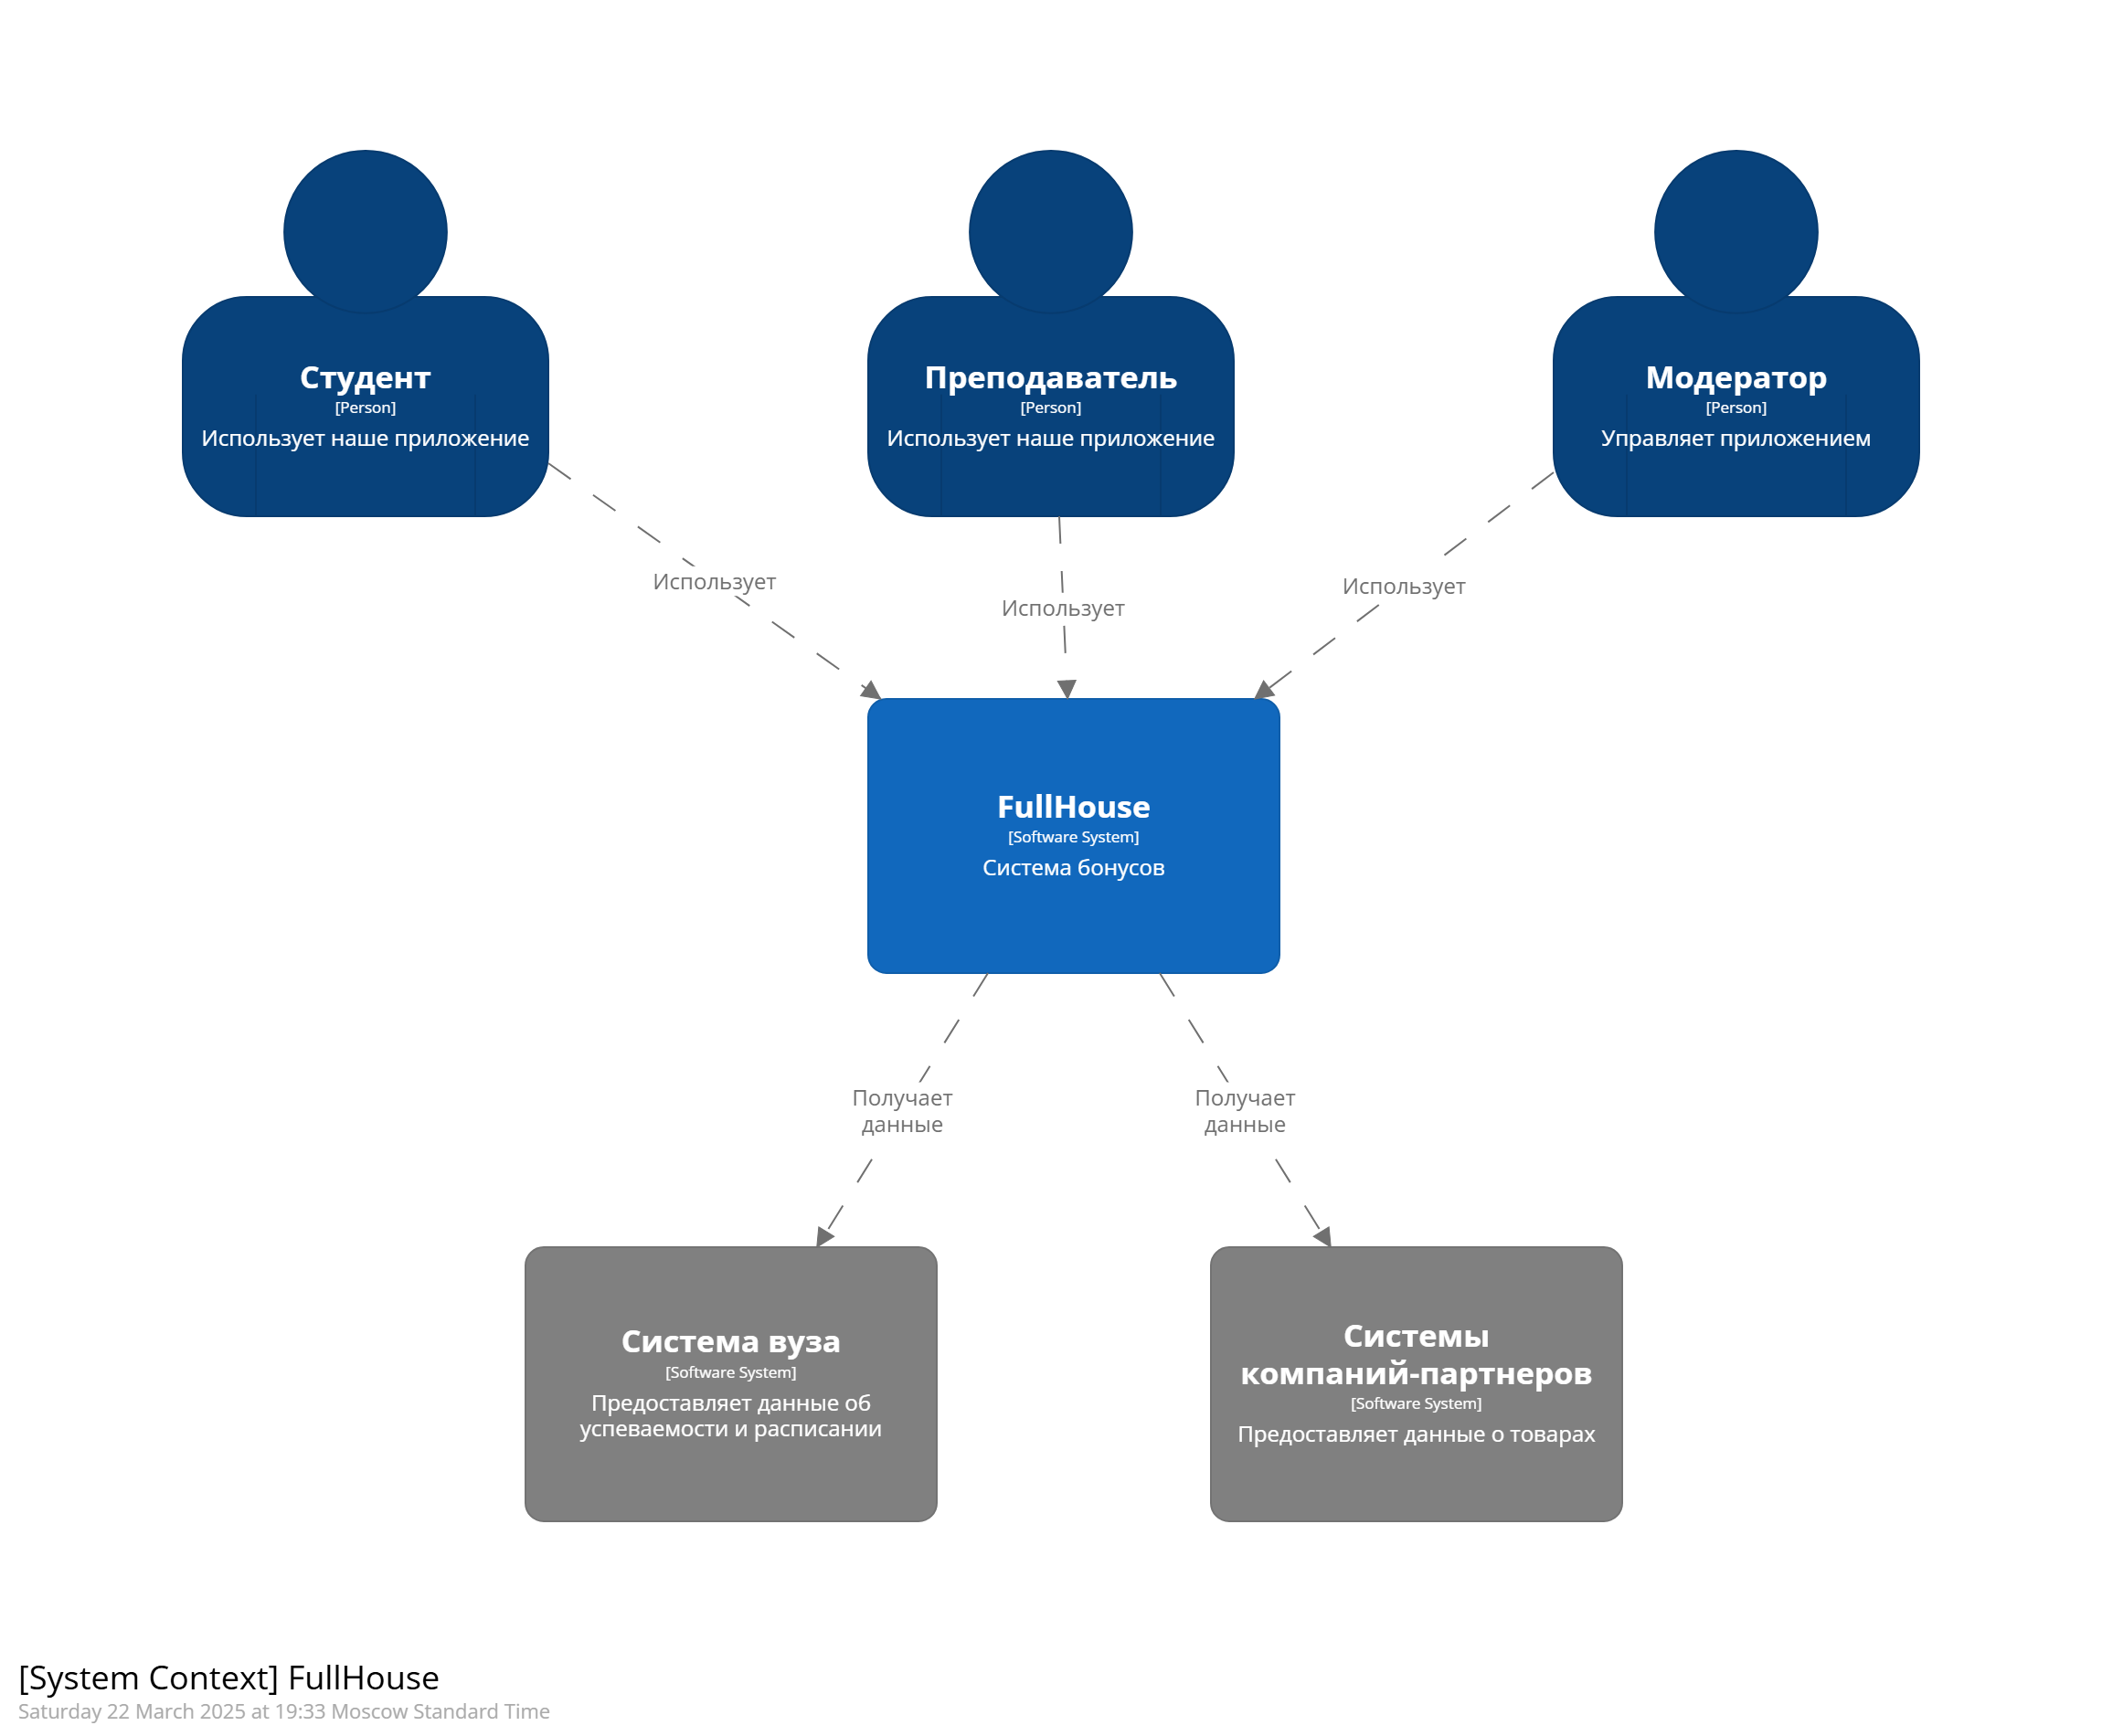 Студент
[Person]
Использует наше приложение
Преподаватель
[Person]
Использует наше приложение
Модератор
[Person]
Управляет приложением
Использует
Использует
Использует
FullHouse
[Software System]
Система бонусов
Получает
данные
Получает
данные
Система вуза
[Software System]
Предоставляет данные об
успеваемости и расписании
Системы
компаний-партнеров
[Software System]
Предоставляет данные о товарах
[System Context] FullHouse
Saturday 22 March 2025 at 19:33 Moscow Standard Time